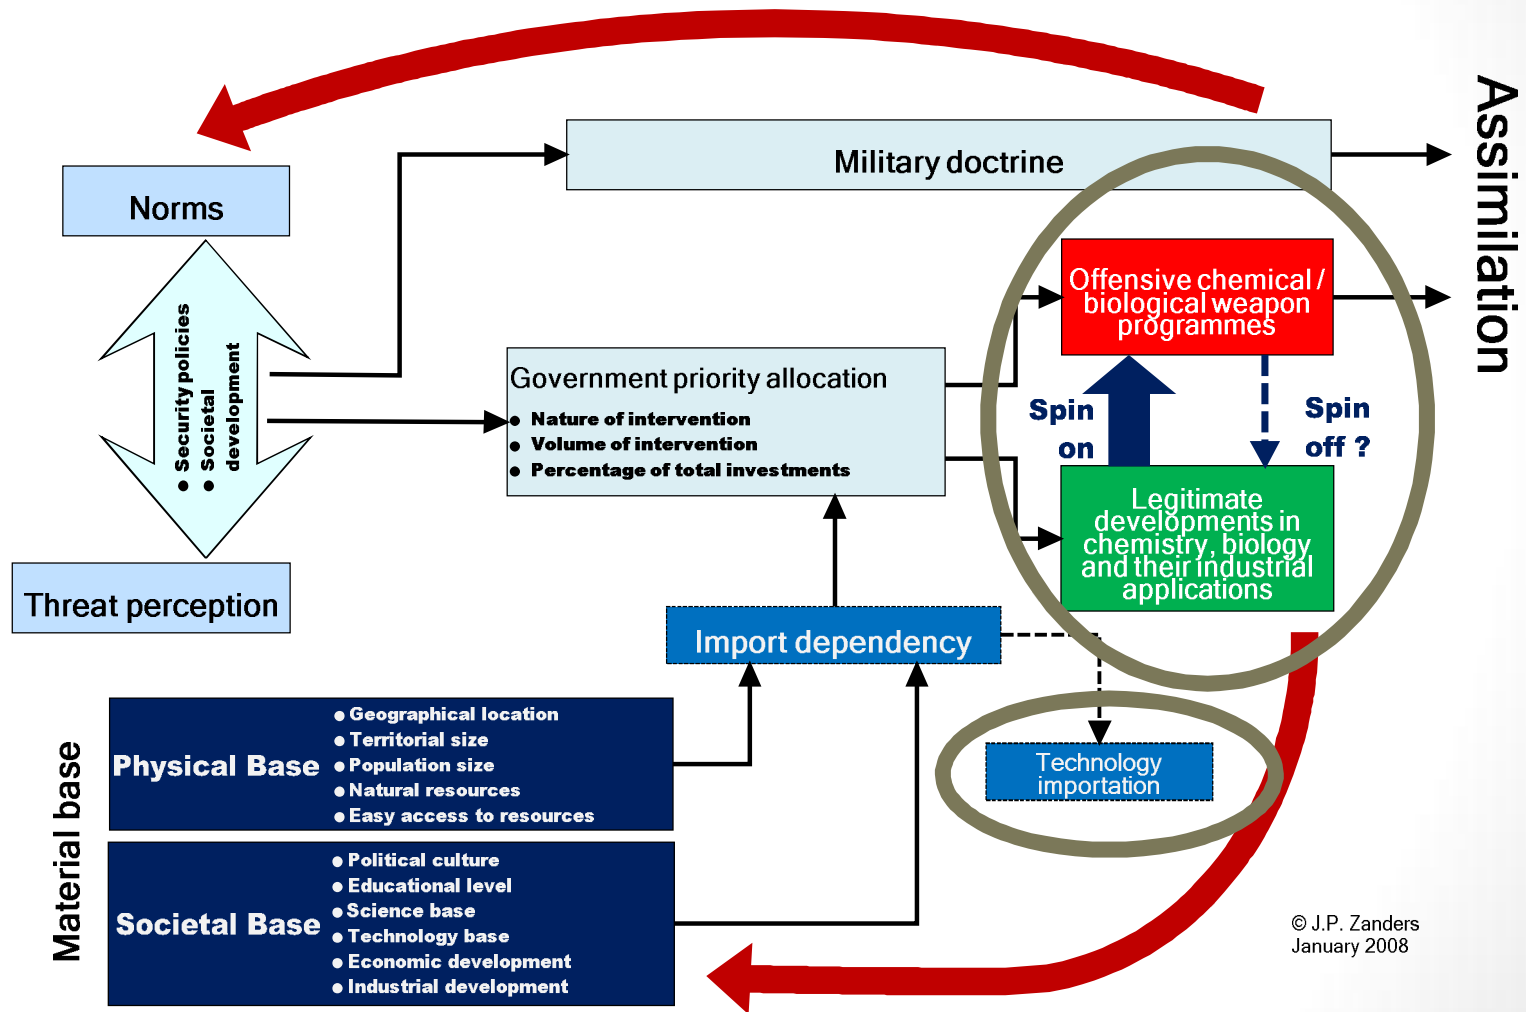 Assimilation
Military doctrine
Norms
● Security policies
● Societal
development
Threat perception
Government priority allocation
● Nature of intervention
● Volume of intervention
● Percentage of total investments
Offensive chemical /
biological weapon
programmes
Spin
on
Spin
off ?
Legitimate
developments in
chemistry, biology
and their industrial
applications
Import dependency
Technology
importation
Material base
Physical Base
● Geographical location
● Territorial size
● Population size
● Natural resources
● Easy access to resources
Societal Base
● Political culture
● Educational level
● Science base
● Technology base
● Economic development
● Industrial development
© J.P. Zanders
January 2008